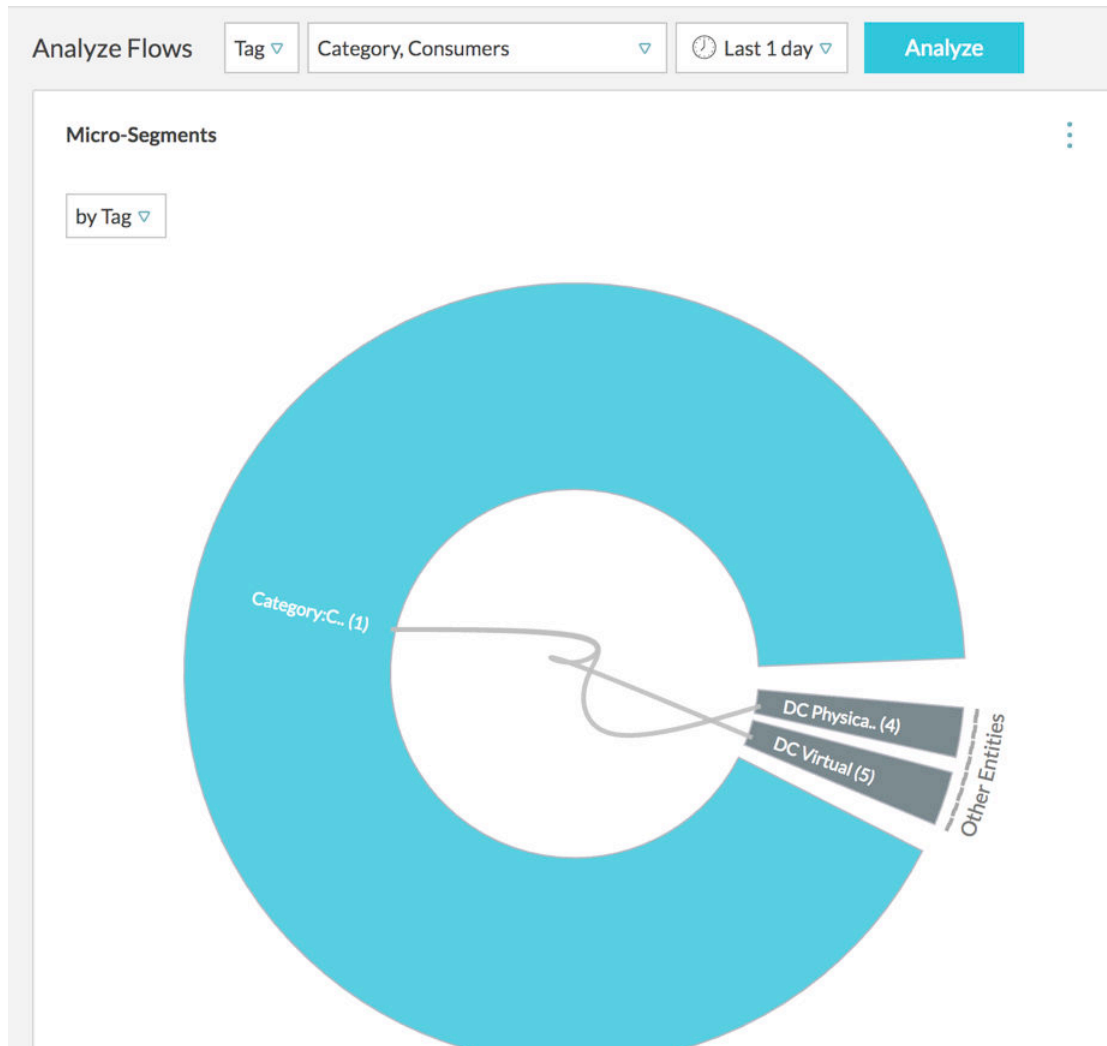 Analyze Flows Tag Category, Consumers Last 1 day Analyze
Micro-Segments
by Tag
Category:C.. (1)
DC Physica.. (4)
DC Virtual (5)
Other Entities